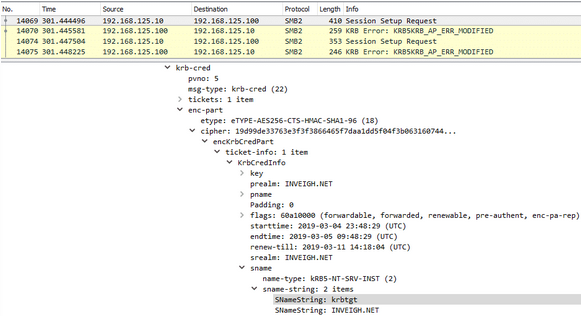 No. Time Source Destination Protocol Length Info
14069 301.444496 192.168.125.10 192.168.125.100 SMB2 410 Session Setup Request
14070 301.445581 192.168.125.100 192.168.125.10 SMB2 259 KRB Error: KRB5KRB_AP_ERR_MODIFIED
14074 301.447504 192.168.125.10 192.168.125.100 SMB2 353 Session Setup Request
14075 301.448225 192.168.125.100 192.168.125.10 SMB2 246 KRB Error: KRB5KRB_AP_ERR_MODIFIED
krb-cred
pvno: 5
msg-type: krb-cred (22)
tickets: 1 item
enc-part
etype: eTYPE-AES256-CTS-HMAC-SHA1-96 (18)
cipher: 19d99de33763e3f3f3866465f7daa1dd5f04f3b063160744...
encKrbCredPart
ticket-info: 1 item
KrbCredInfo
key
prealm: INVEIGH.NET
pname
Padding: 0
flags: 60a10000 (forwardable, forwarded, renewable, pre-authent, enc-pa-rep)
starttime: 2019-03-04 23:48:29 (UTC)
endtime: 2019-03-05 09:48:29 (UTC)
renew-till: 2019-03-11 14:18:04 (UTC)
srealm: INVEIGH.NET
sname
name-type: kRB5-NT-SRV-INST (2)
sname-string: 2 items
SNameString: krbtgt
SNameString: INVEIGH.NET